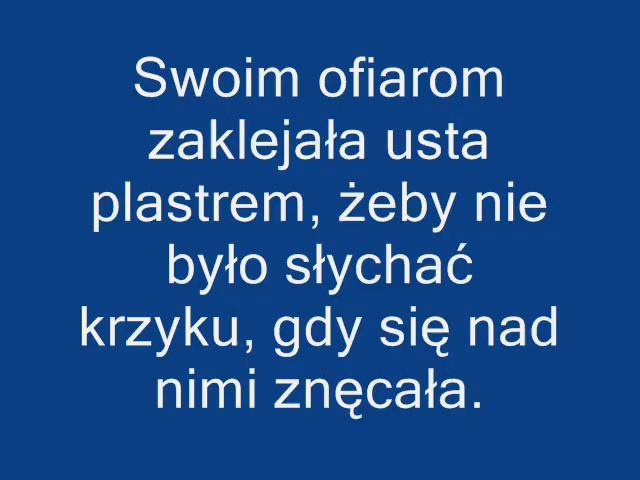 Swoim ofiarom
zaklejała usta
plastrem, żeby nie
było słychać
krzyku, gdy się nad
nimi znęcała.